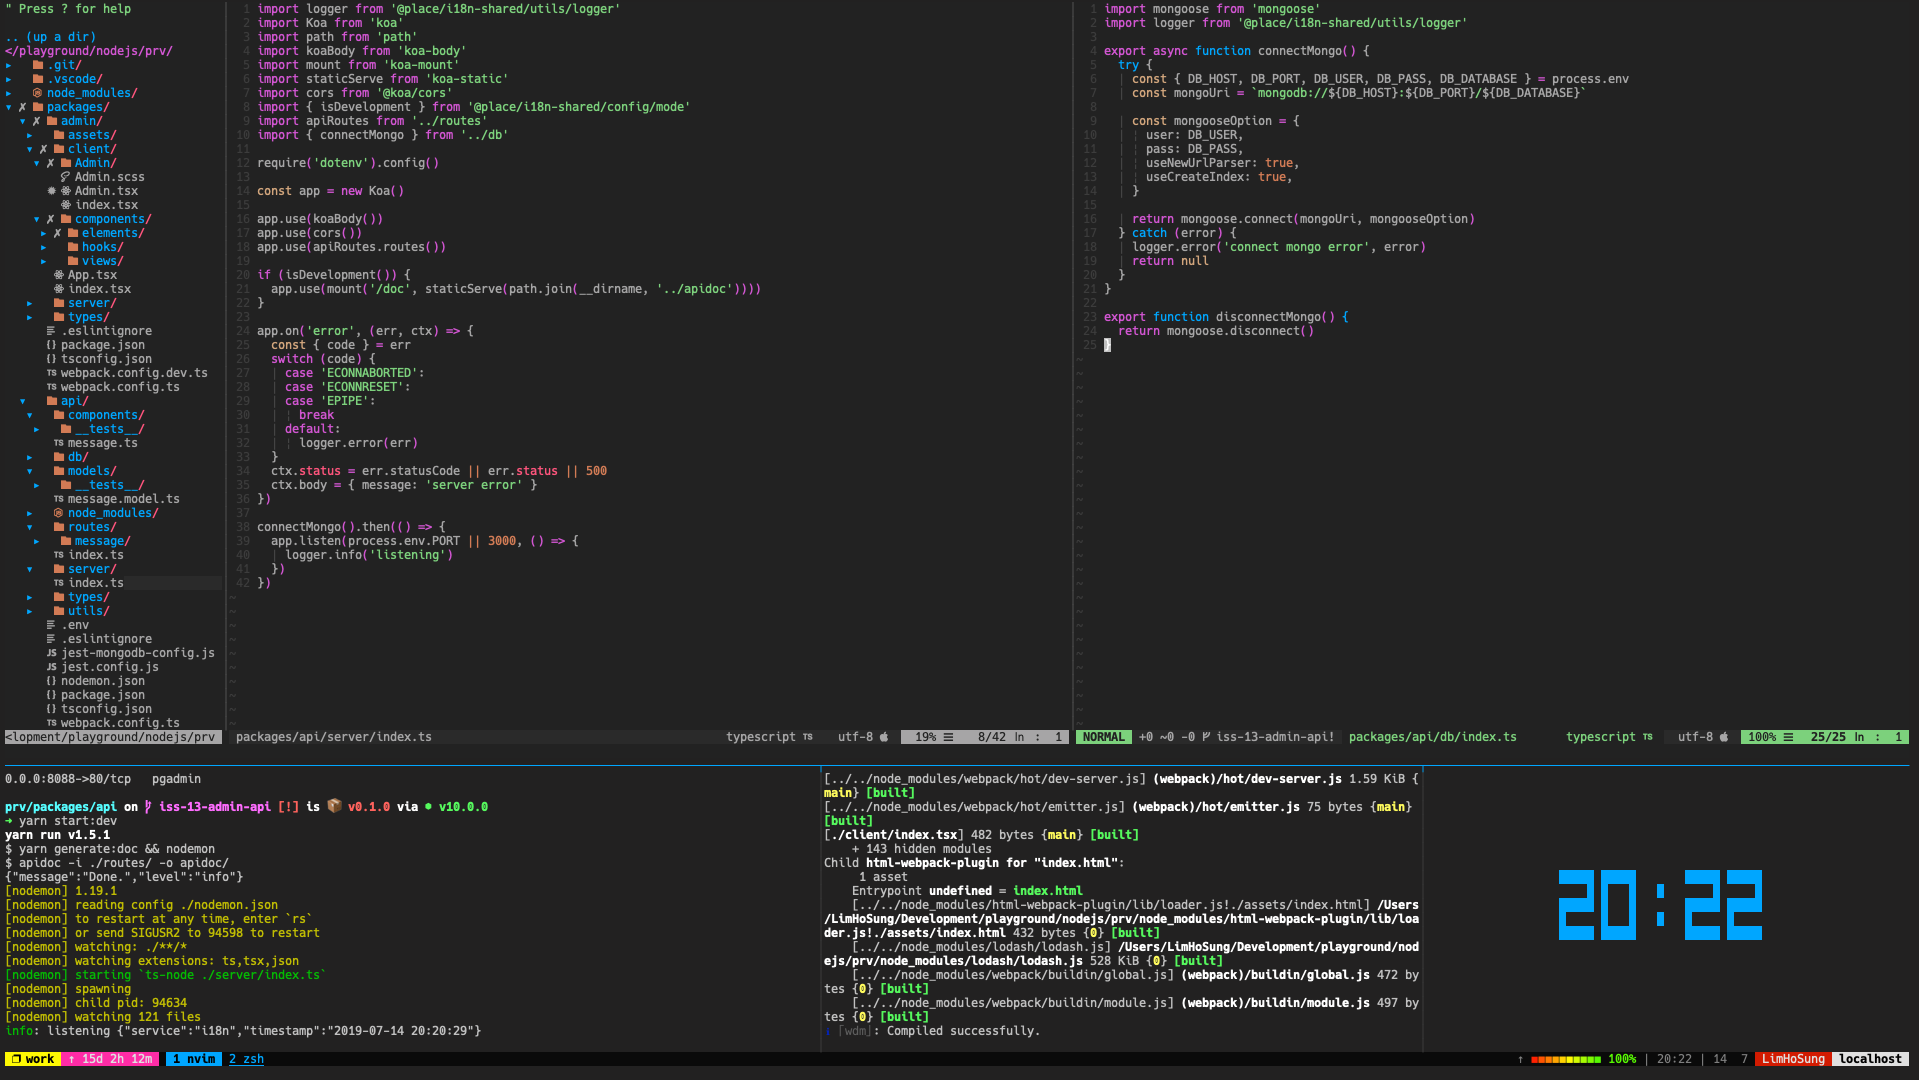 " Press ? for help
.. (up a dir)
</playground/nodejs/prv/
▸ .git/
▸ .vscode/
▸ node_modules/
▾ ✗ packages/
▾ ✗ admin/
▸ assets/
▾ ✗ client/
▾ ✗ Admin/
Admin.scss
✹ Admin.tsx
index.tsx
▾ ✗ components/
▸ ✗ elements/
▸ hooks/
▸ views/
App.tsx
index.tsx
▸ server/
▸ types/
.eslintignore
{} package.json
{} tsconfig.json
TS webpack.config.dev.ts
TS webpack.config.ts
▾ api/
▾ components/
▸ __tests__/
TS message.ts
▸ db/
▾ models/
▸ __tests__/
TS message.model.ts
▸ node_modules/
▾ routes/
▸ message/
TS index.ts
▾ server/
TS index.ts
▸ types/
▸ utils/
.env
.eslintignore
JS jest-mongodb-config.js
JS jest.config.js
{} nodemon.json
{} package.json
{} tsconfig.json
TS webpack.config.ts
<lopment/playground/nodejs/prv
1 import logger from '@place/i18n-shared/utils/logger'
2 import Koa from 'koa'
3 import path from 'path'
4 import koaBody from 'koa-body'
5 import mount from 'koa-mount'
6 import staticServe from 'koa-static'
7 import cors from '@koa/cors'
8 import { isDevelopment } from '@place/i18n-shared/config/mode'
9 import apiRoutes from '../routes'
10 import { connectMongo } from '../db'
11
12 require('dotenv').config()
13
14 const app = new Koa()
15
16 app.use(koaBody())
17 app.use(cors())
18 app.use(apiRoutes.routes())
19
20 if (isDevelopment()) {
21 app.use(mount('/doc', staticServe(path.join(__dirname, '../apidoc'))))
22 }
23
24 app.on('error', (err, ctx) => {
25 const { code } = err
26 switch (code) {
27 case 'ECONNABORTED':
28 case 'ECONNRESET':
29 case 'EPIPE':
30 break
31 default:
32 logger.error(err)
33 }
34 ctx.status = err.statusCode || err.status || 500
35 ctx.body = { message: 'server error' }
36 })
37
38 connectMongo().then(() => {
39 app.listen(process.env.PORT || 3000, () => {
40 logger.info('listening')
41 })
42 })
packages/api/server/index.ts typescript TS utf-8 19% ☰ 8/42 ln : 1
1 import mongoose from 'mongoose'
2 import logger from '@place/i18n-shared/utils/logger'
3
4 export async function connectMongo() {
5 try {
6 const { DB_HOST, DB_PORT, DB_USER, DB_PASS, DB_DATABASE } = process.env
7 const mongoUri = `mongodb://${DB_HOST}:${DB_PORT}/${DB_DATABASE}`
8
9 const mongooseOption = {
10 user: DB_USER,
11 pass: DB_PASS,
12 useNewUrlParser: true,
13 useCreateIndex: true,
14 }
15
16 return mongoose.connect(mongoUri, mongooseOption)
17 } catch (error) {
18 logger.error('connect mongo error', error)
19 return null
20 }
21 }
22
23 export function disconnectMongo() {
24 return mongoose.disconnect()
25 }
NORMAL +0 ~0 -0 iss-13-admin-api! packages/api/db/index.ts typescript TS utf-8 100% ☰ 25/25 ln : 1
0.0.0:8088->80/tcp pgadmin
prv/packages/api on iss-13-admin-api [!] is 📦 v0.1.0 via ⬢ v10.0.0
➜ yarn start:dev
yarn run v1.5.1
$ yarn generate:doc && nodemon
$ apidoc -i ./routes/ -o apidoc/
{"message":"Done.","level":"info"}
[nodemon] 1.19.1
[nodemon] reading config ./nodemon.json
[nodemon] to restart at any time, enter `rs`
[nodemon] or send SIGUSR2 to 94598 to restart
[nodemon] watching: ./**/*
[nodemon] watching extensions: ts,tsx,json
[nodemon] starting `ts-node ./server/index.ts`
[nodemon] spawning
[nodemon] child pid: 94634
[nodemon] watching 121 files
info: listening {"service":"i18n","timestamp":"2019-07-14 20:20:29"}
[../../node_modules/webpack/hot/dev-server.js] (webpack)/hot/dev-server.js 1.59 KiB {
main} [built]
[../../node_modules/webpack/hot/emitter.js] (webpack)/hot/emitter.js 75 bytes {main}
[built]
[./client/index.tsx] 482 bytes {main} [built]
+ 143 hidden modules
Child html-webpack-plugin for "index.html":
1 asset
Entrypoint undefined = index.html
[../../node_modules/html-webpack-plugin/lib/loader.js!./assets/index.html] /Users
/LimHoSung/Development/playground/nodejs/prv/node_modules/html-webpack-plugin/lib/loa
der.js!./assets/index.html 432 bytes {0} [built]
[../../node_modules/lodash/lodash.js] /Users/LimHoSung/Development/playground/nod
ejs/prv/node_modules/lodash/lodash.js 528 KiB {0} [built]
[../../node_modules/webpack/buildin/global.js] (webpack)/buildin/global.js 472 by
tes {0} [built]
[../../node_modules/webpack/buildin/module.js] (webpack)/buildin/module.js 497 by
tes {0} [built]
ℹ ｢wdm｣: Compiled successfully.
20:22
❐ work ↑ 15d 2h 12m 1 nvim 2 zsh ↑ 100% | 20:22 | 14 7 LimHoSung localhost